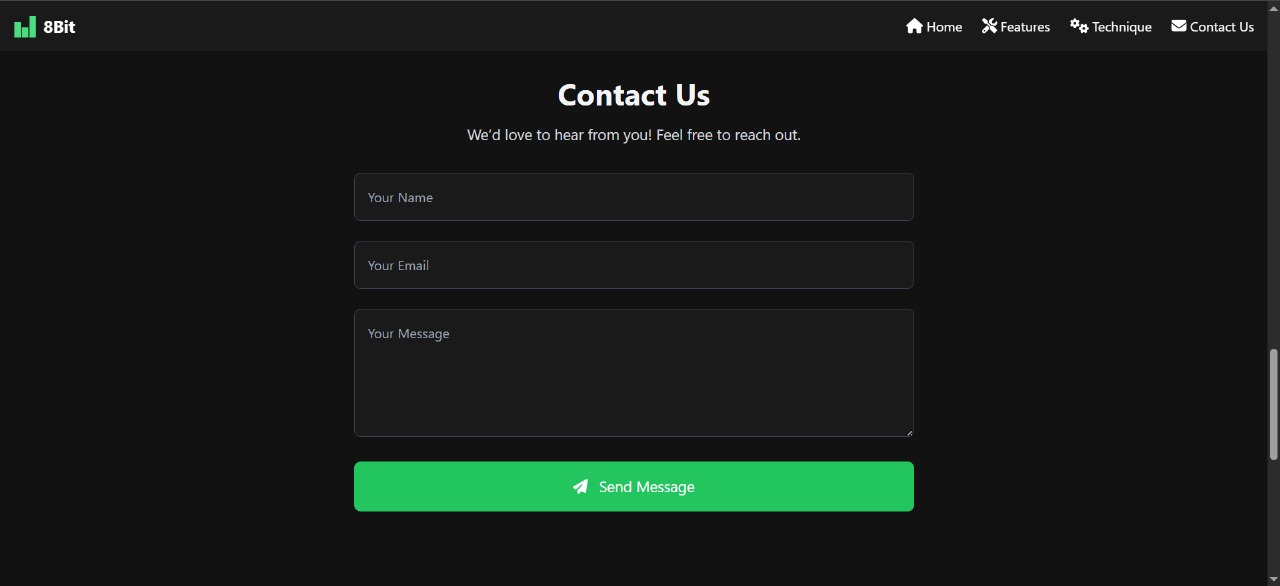 8Bit
Home Features Technique Contact Us
Contact Us
We’d love to hear from you! Feel free to reach out.
Your Name
Your Email
Your Message
Send Message